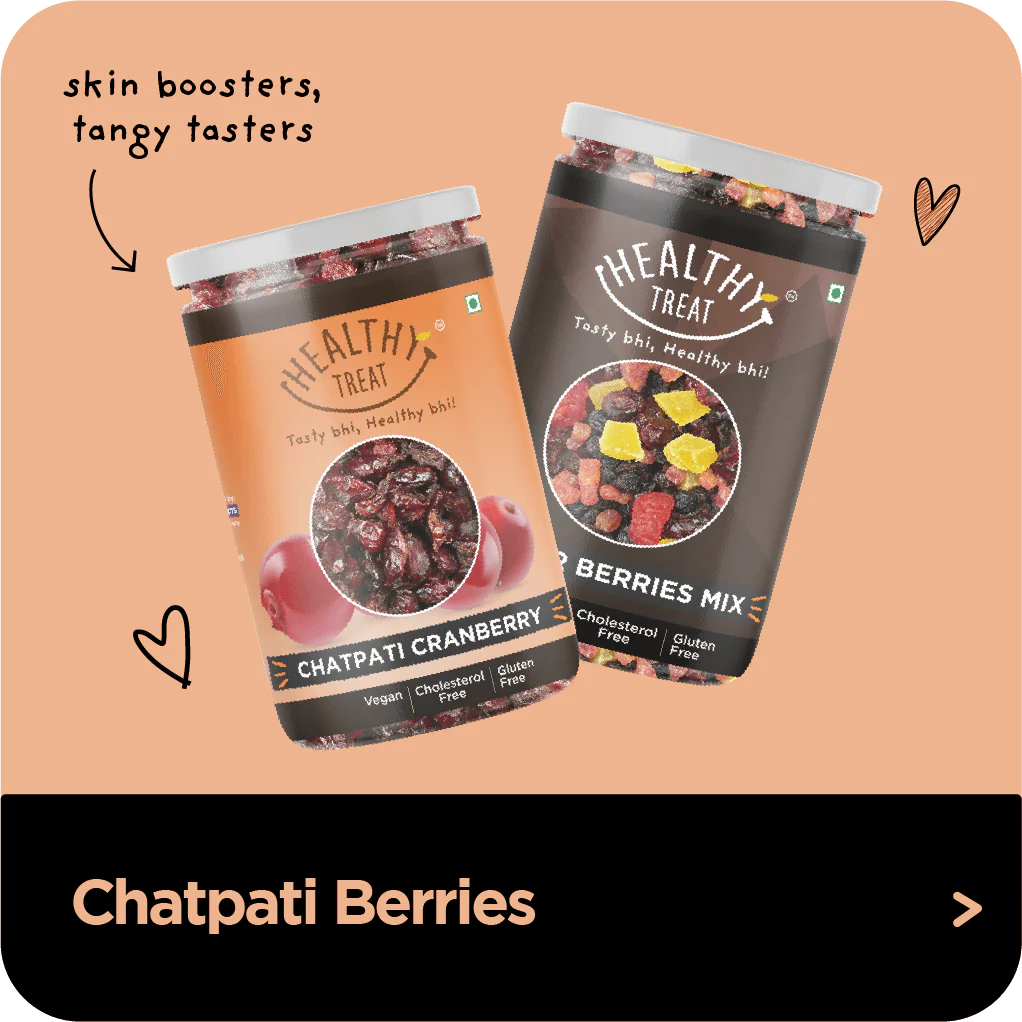 skin boosters,
tangy tasters
HEALTHY
TREAT
Tasty bhi, Healthy bhi!
CHATPATI CRANBERRY
Vegan
Cholesterol
Free
Gluten
Free
HEALTHY
TREAT
Tasty bhi, Healthy bhi!
BERRIES MIX
Cholesterol
Free
Gluten
Free
Chatpati Berries